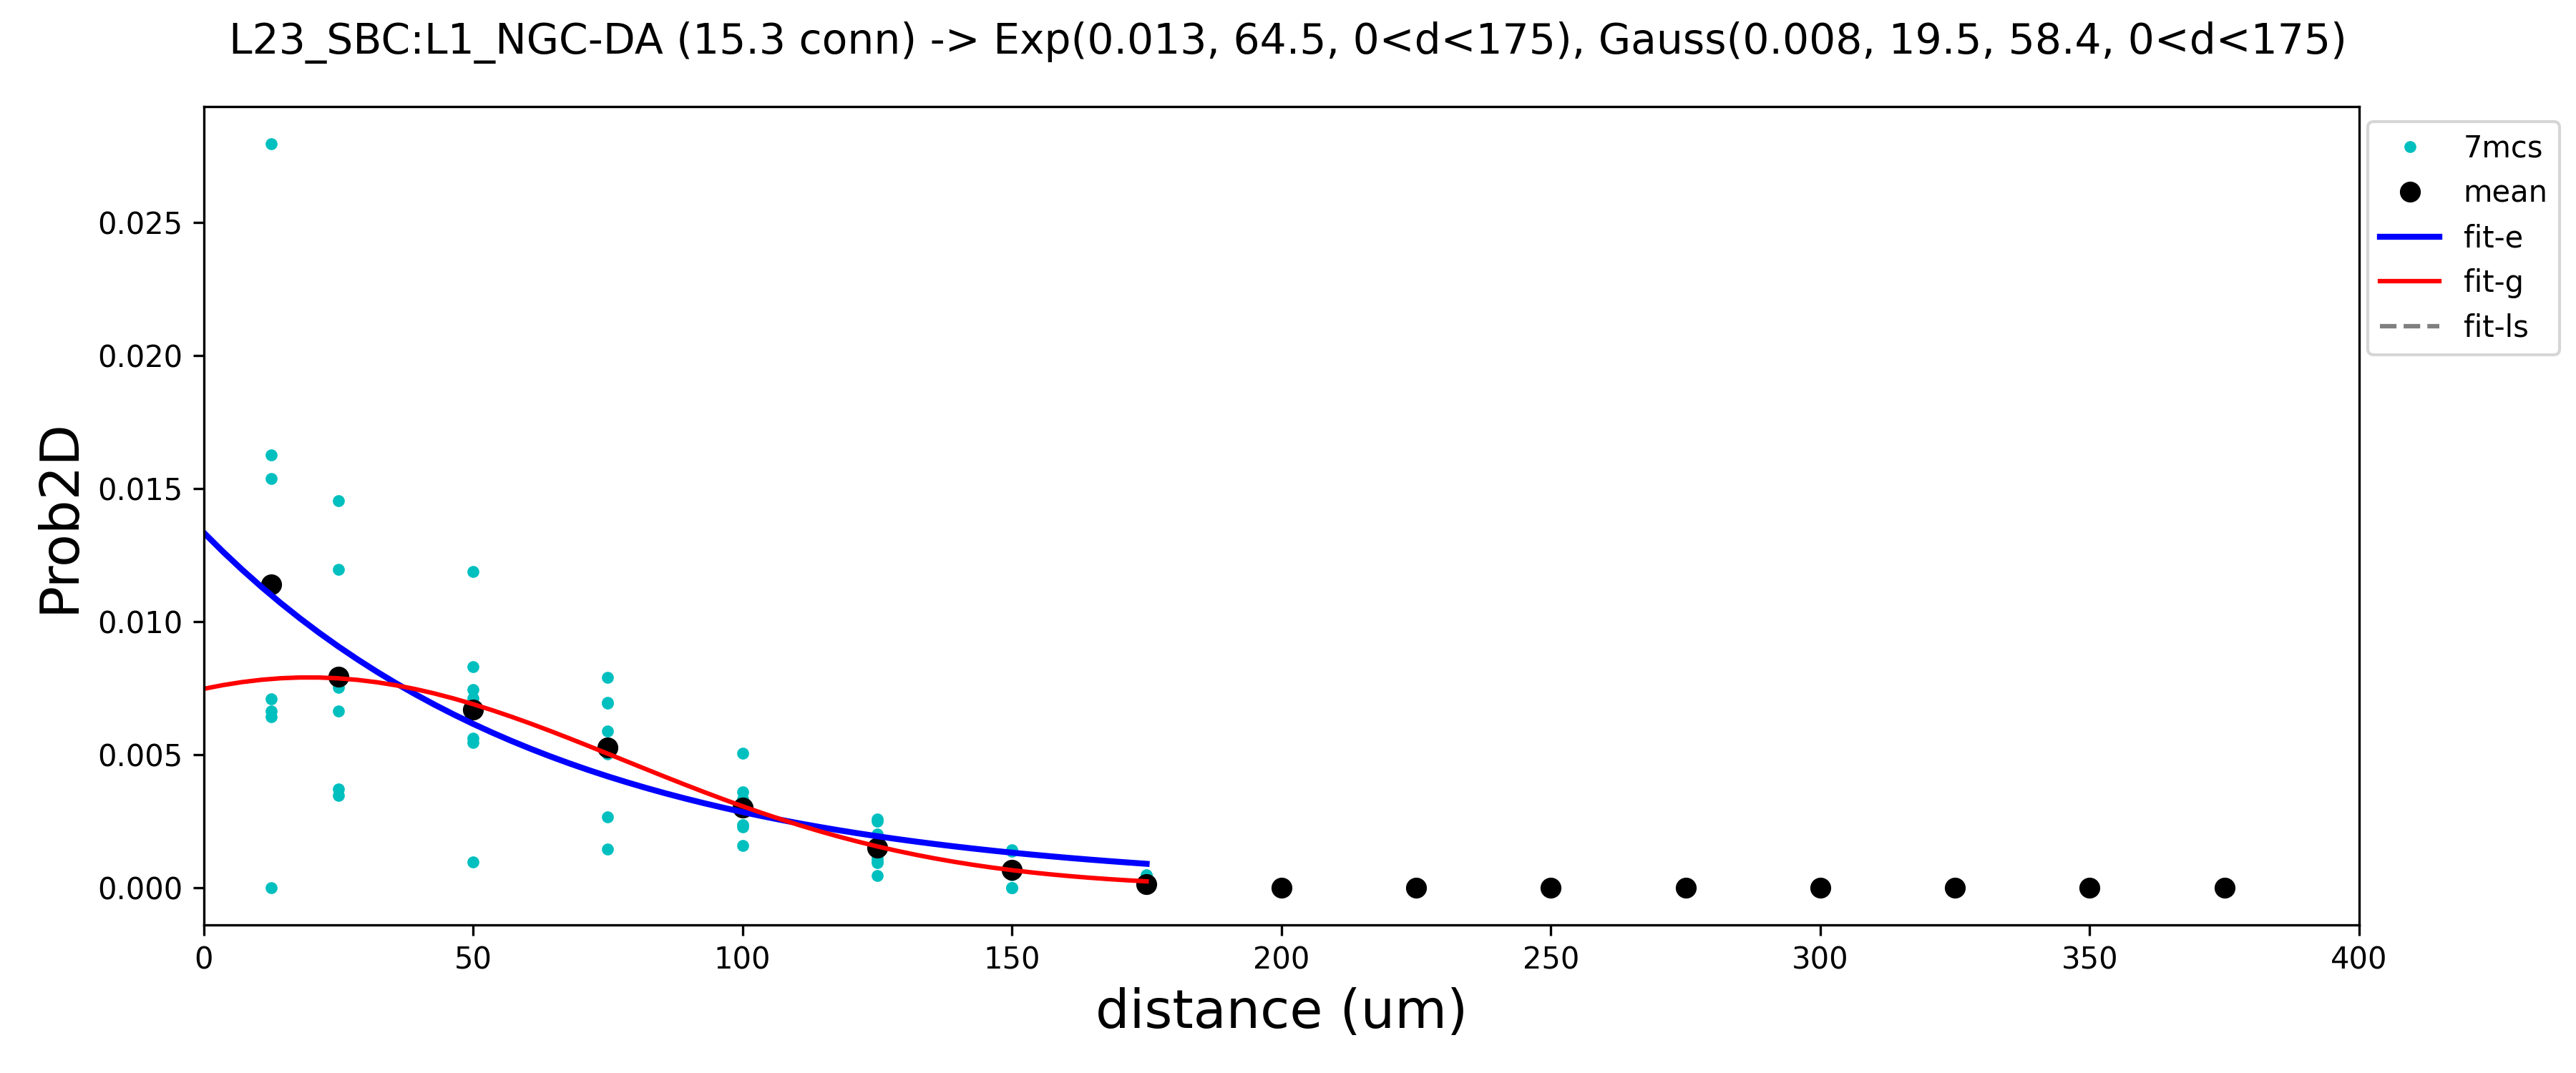 L23_SBC:L1_NGC-DA (15.3 conn) -> Exp(0.013, 64.5, 0<d<175), Gauss(0.008, 19.5, 58.4, 0<d<175)
7mcs
mean
fit-e
fit-g
fit-ls
Prob2D
0.025
0.020
0.015
0.010
0.005
0.000
0 50 100 150 200 250 300 350 400
distance (um)